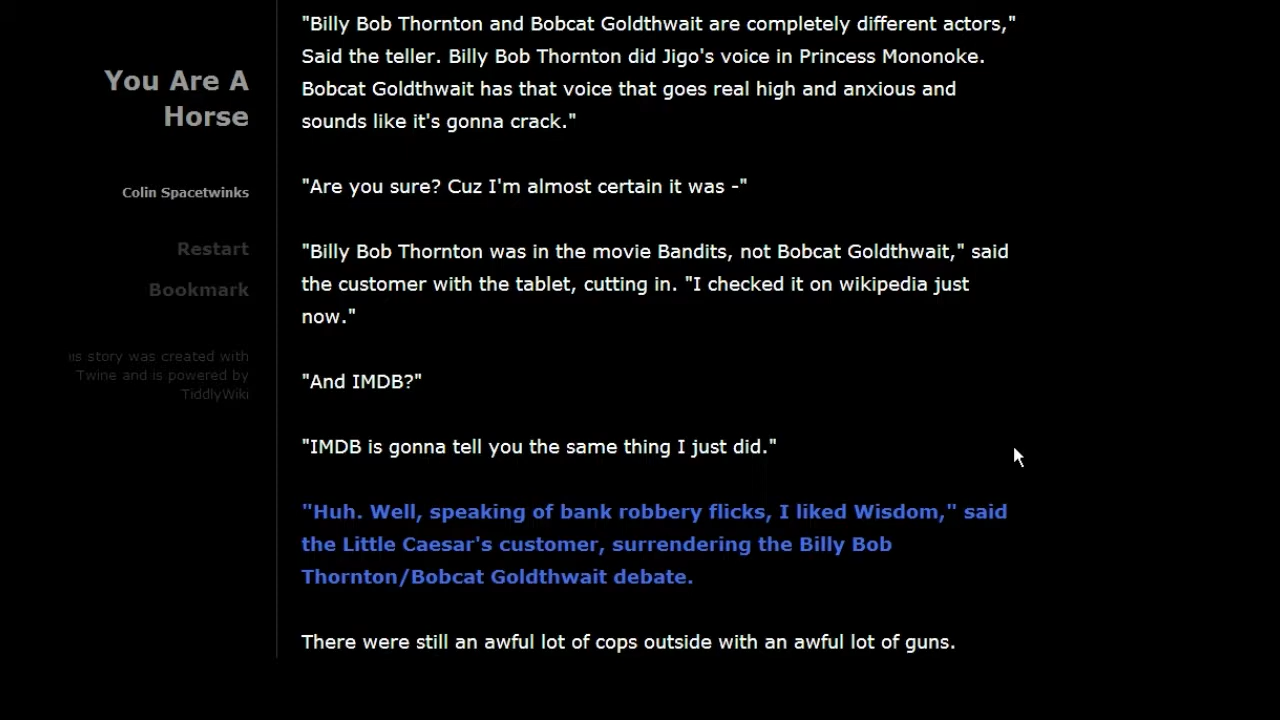 You Are A
Horse
Colin Spacetwinks
Restart
Bookmark
is story was created with
Twine and is powered by
TiddlyWiki
"Billy Bob Thornton and Bobcat Goldthwait are completely different actors,"
Said the teller. Billy Bob Thornton did Jigo's voice in Princess Mononoke.
Bobcat Goldthwait has that voice that goes real high and anxious and
sounds like it's gonna crack."
"Are you sure? Cuz I'm almost certain it was -"
"Billy Bob Thornton was in the movie Bandits, not Bobcat Goldthwait," said
the customer with the tablet, cutting in. "I checked it on wikipedia just
now."
"And IMDB?"
"IMDB is gonna tell you the same thing I just did."
"Huh. Well, speaking of bank robbery flicks, I liked Wisdom," said
the Little Caesar's customer, surrendering the Billy Bob
Thornton/Bobcat Goldthwait debate.
There were still an awful lot of cops outside with an awful lot of guns.